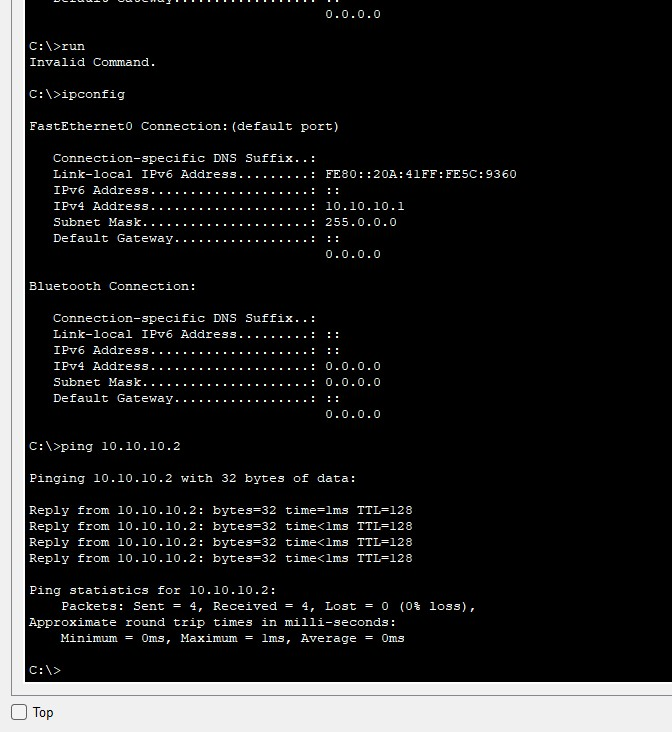 0.0.0.0
C:\>run
Invalid Command.
C:\>ipconfig
FastEthernet0 Connection:(default port)
Connection-specific DNS Suffix..:
Link-local IPv6 Address.........: FE80::20A:41FF:FE5C:9360
IPv6 Address....................: ::
IPv4 Address....................: 10.10.10.1
Subnet Mask.....................: 255.0.0.0
Default Gateway.................: ::
0.0.0.0
Bluetooth Connection:
Connection-specific DNS Suffix..:
Link-local IPv6 Address.........: ::
IPv6 Address....................: ::
IPv4 Address....................: 0.0.0.0
Subnet Mask.....................: 0.0.0.0
Default Gateway.................: ::
0.0.0.0
C:\>ping 10.10.10.2
Pinging 10.10.10.2 with 32 bytes of data:
Reply from 10.10.10.2: bytes=32 time=1ms TTL=128
Reply from 10.10.10.2: bytes=32 time<1ms TTL=128
Reply from 10.10.10.2: bytes=32 time<1ms TTL=128
Reply from 10.10.10.2: bytes=32 time<1ms TTL=128
Ping statistics for 10.10.10.2:
Packets: Sent = 4, Received = 4, Lost = 0 (0% loss),
Approximate round trip times in milli-seconds:
Minimum = 0ms, Maximum = 1ms, Average = 0ms
C:\>
Top